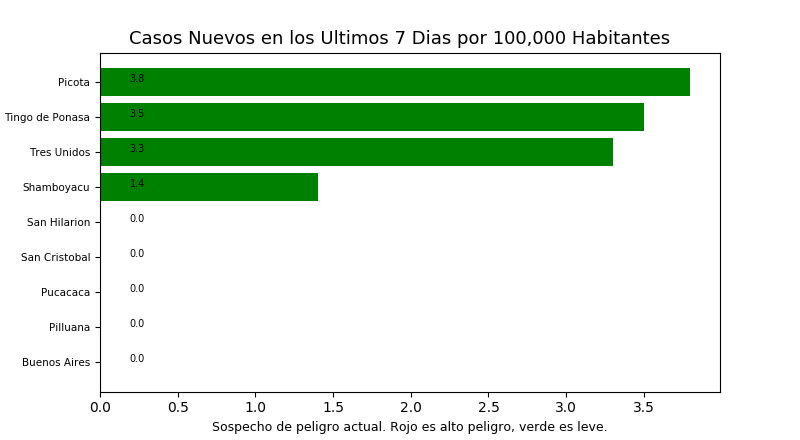 Casos Nuevos en los Ultimos 7 Dias por 100,000 Habitantes
Picota 3.8
Tingo de Ponasa 3.5
Tres Unidos 3.3
Shamboyacu 1.4
San Hilarion 0.0
San Cristobal 0.0
Pucacaca 0.0
Pilluana 0.0
Buenos Aires 0.0
0.0 0.5 1.0 1.5 2.0 2.5 3.0 3.5
Sospecho de peligro actual. Rojo es alto peligro, verde es leve.